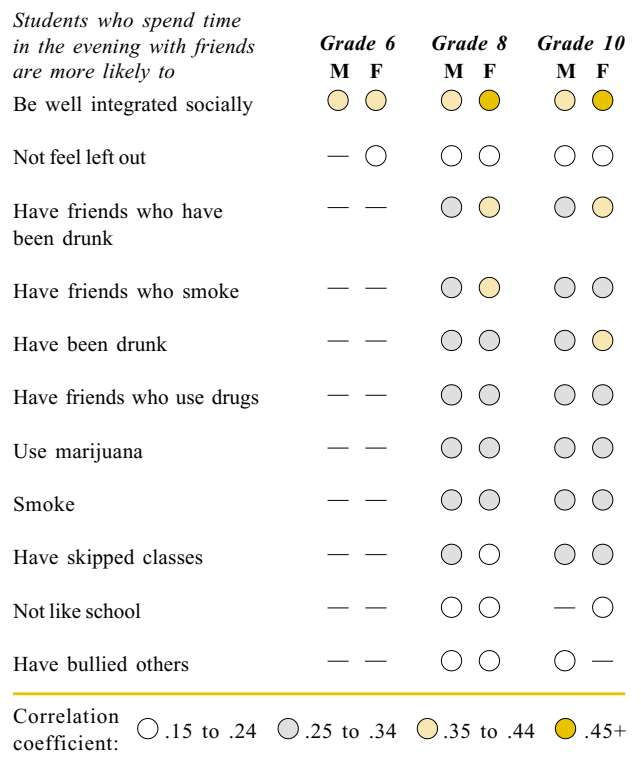 Students who spend time
in the evening with friends
are more likely to
Grade 6 Grade 8 Grade 10
M F M F M F
Be well integrated socially
Not feel left out —
Have friends who have — —
been drunk
Have friends who smoke — —
Have been drunk — —
Have friends who use drugs — —
Use marijuana — —
Smoke — —
Have skipped classes — —
Not like school — — —
Have bullied others — — —
Correlation
coefficient: .15 to .24 .25 to .34 .35 to .44 .45+